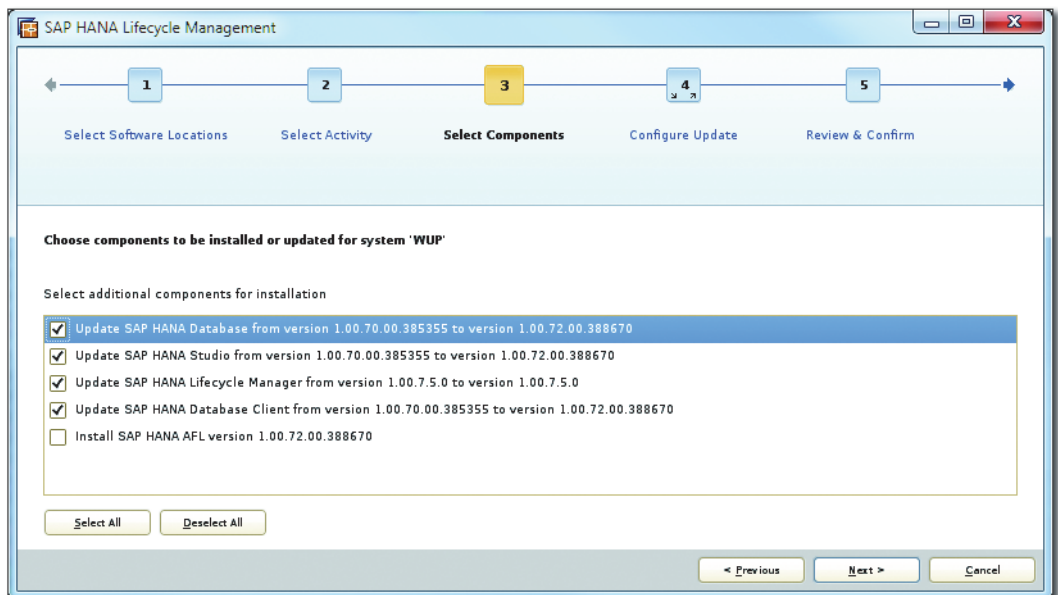 SAP HANA Lifecycle Management
1 2 3 4 5
Select Software Locations Select Activity Select Components Configure Update Review & Confirm
Choose components to be installed or updated for system 'WUP'
Select additional components for installation
Update SAP HANA Database from version 1.00.70.00.385355 to version 1.00.72.00.388670
Update SAP HANA Studio from version 1.00.70.00.385355 to version 1.00.72.00.388670
Update SAP HANA Lifecycle Manager from version 1.00.7.5.0 to version 1.00.7.5.0
Update SAP HANA Database Client from version 1.00.70.00.385355 to version 1.00.72.00.388670
Install SAP HANA AFL version 1.00.72.00.388670
Select All Deselect All
< Previous Next > Cancel